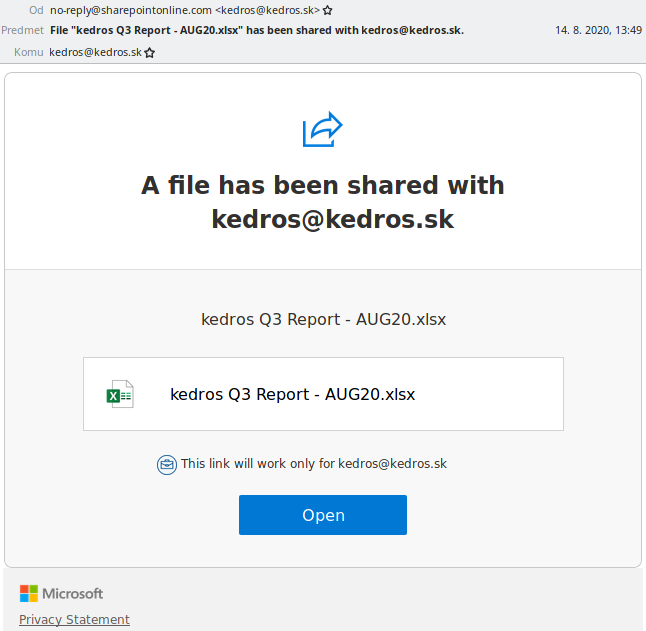 Od no-reply@sharepointonline.com <kedros@kedros.sk>
Predmet File "kedros Q3 Report - AUG20.xlsx" has been shared with kedros@kedros.sk. 14. 8. 2020, 13:49
Komu kedros@kedros.sk
A file has been shared with
kedros@kedros.sk
kedros Q3 Report - AUG20.xlsx
X
kedros Q3 Report - AUG20.xlsx
This link will work only for kedros@kedros.sk
Open
Microsoft
Privacy Statement